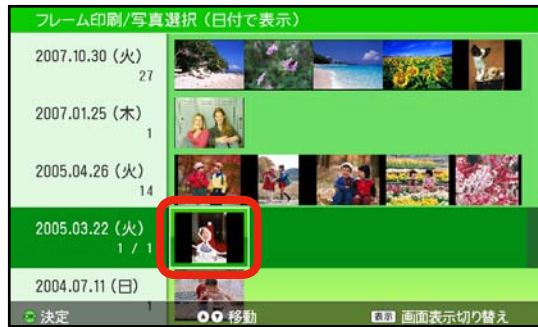 フレーム印刷/写真選択（日付で表示）
2007.10.30（火）
27
2007.01.25（木）
1
2005.04.26（火）
14
2005.03.22（火）
1 / 1
2004.07.11（日）
1
決定 移動 表示 画面表示切り替え